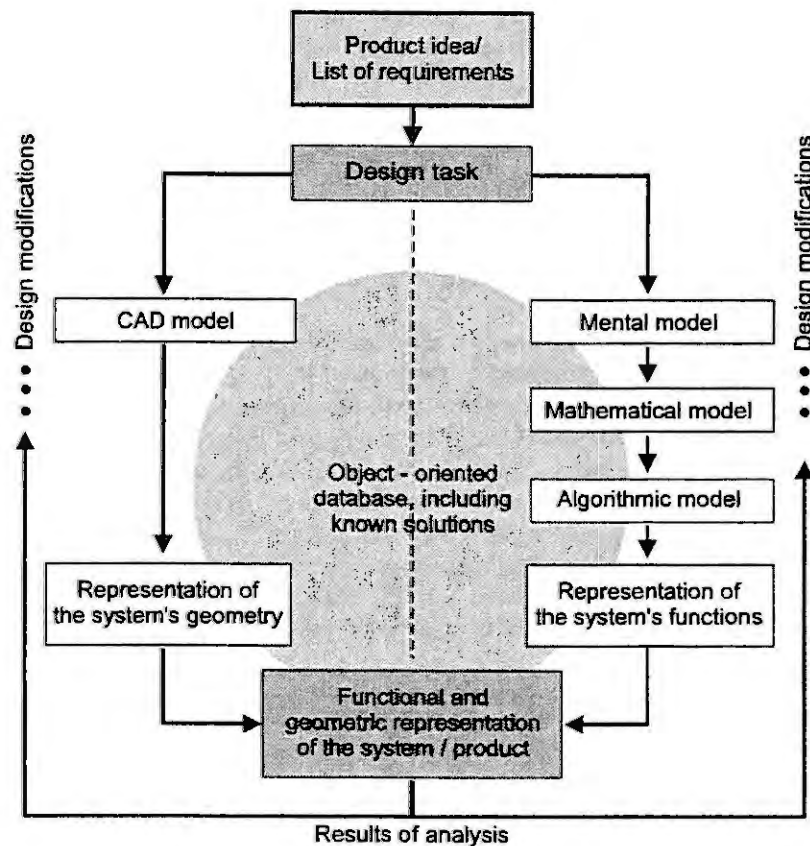 Product idea/
List of requirements
Design task
Design modifications
Design modifications
CAD model
Mental model
Mathematical model
Object - oriented
database, including
known solutions
Algorithmic model
Representation of
the system's geometry
Representation of
the system's functions
Functional and
geometric representation
of the system / product
Results of analysis